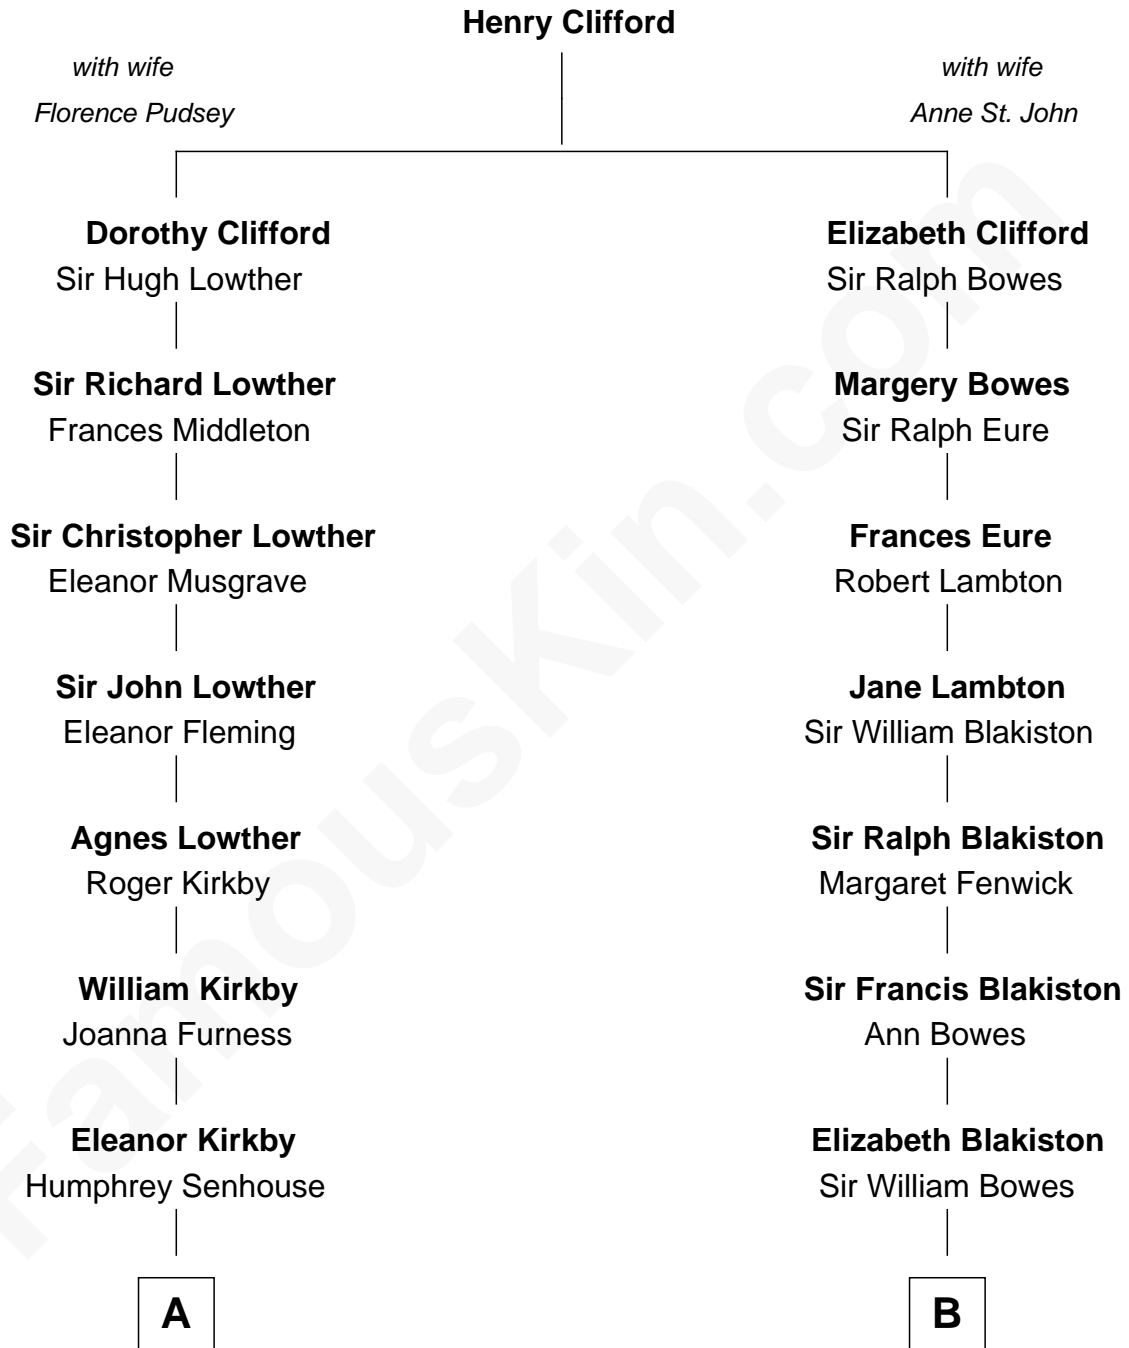 Henry Clifford
with wife
Florence Pudsey
with wife
Anne St. John
Dorothy Clifford
Sir Hugh Lowther
Elizabeth Clifford
Sir Ralph Bowes
Sir Richard Lowther
Frances Middleton
Margery Bowes
Sir Ralph Eure
Sir Christopher Lowther
Eleanor Musgrave
Frances Eure
Robert Lambton
Sir John Lowther
Eleanor Fleming
Jane Lambton
Sir William Blakiston
Agnes Lowther
Roger Kirkby
Sir Ralph Blakiston
Margaret Fenwick
William Kirkby
Joanna Furness
Sir Francis Blakiston
Ann Bowes
Eleanor Kirkby
Humphrey Senhouse
Elizabeth Blakiston
Sir William Bowes
A
B
FamousKin.com